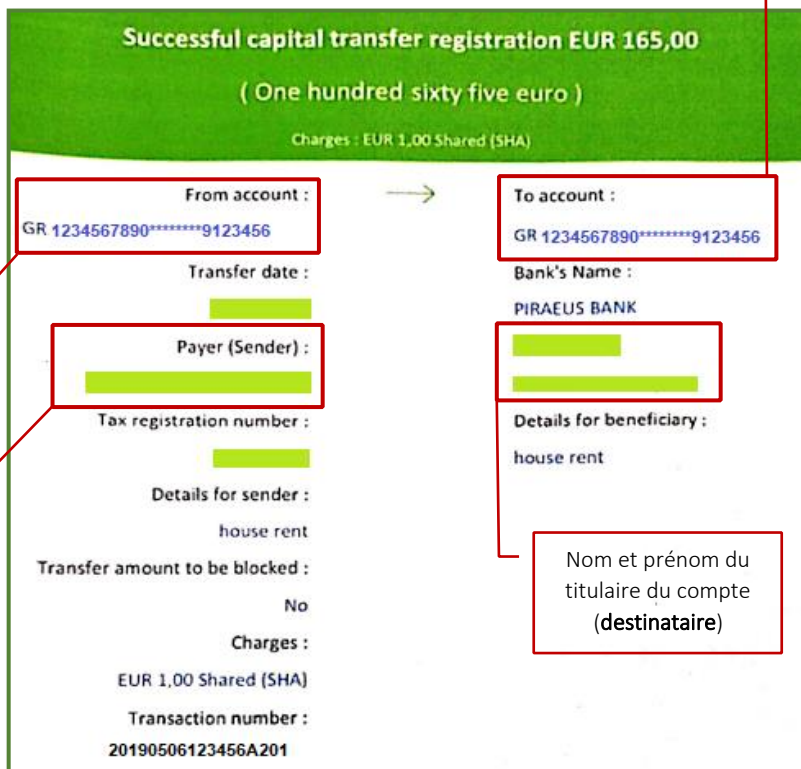 Successful capital transfer registration EUR 165,00
( One hundred sixty five euro )
Charges : EUR 1,00 Shared (SHA)
From account :
GR 1234567890********9123456
Transfer date :
Payer (Sender) :
Tax registration number :
Details for sender :
house rent
Transfer amount to be blocked :
No
Charges :
EUR 1,00 Shared (SHA)
Transaction number :
20190506123456A201
To account :
GR 1234567890********9123456
Bank's Name :
PIRAEUS BANK
Details for beneficiary :
house rent
Nom et prénom du
titulaire du compte
(destinataire)